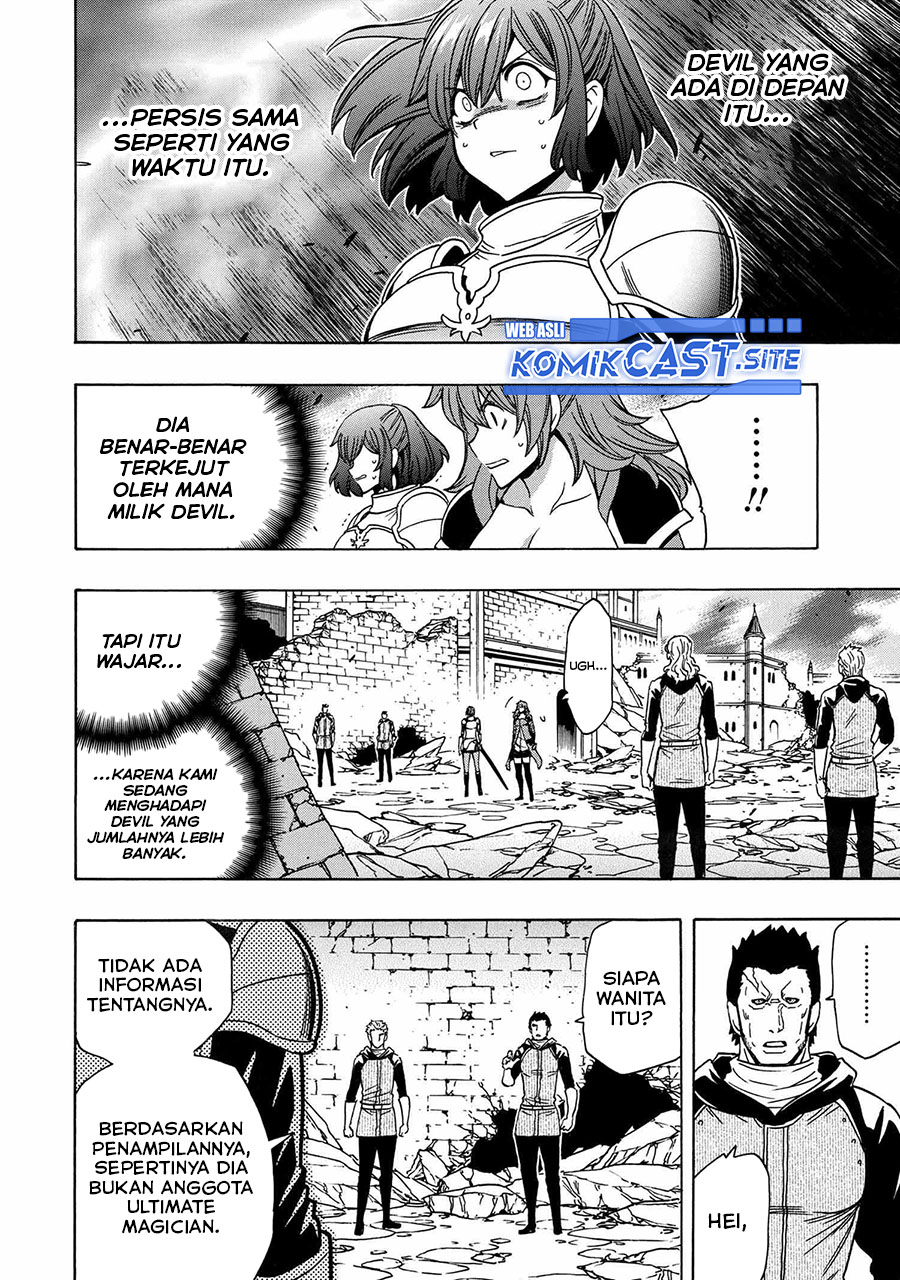 DEVIL YANG
ADA DI DEPAN
ITU...
...PERSIS SAMA
SEPERTI YANG
WAKTU ITU.
WEB ASLI
KOMIKCAST.SITE
......!!
DIA
BENAR-BENAR
TERKEJUT
OLEH MANA
MILIK DEVIL.
UGH...
TAPI ITU
WAJAR...
...KARENA KAMI
SEDANG
MENGHADAPI
DEVIL YANG
JUMLAHNYA LEBIH
BANYAK.
..........
HEI,
SIAPA
WANITA
ITU?
TIDAK ADA
INFORMASI
TENTANGNYA.
BERDASARKAN
PENAMPILANNYA,
SEPERTINYA DIA
BUKAN ANGGOTA
ULTIMATE
MAGICIAN.